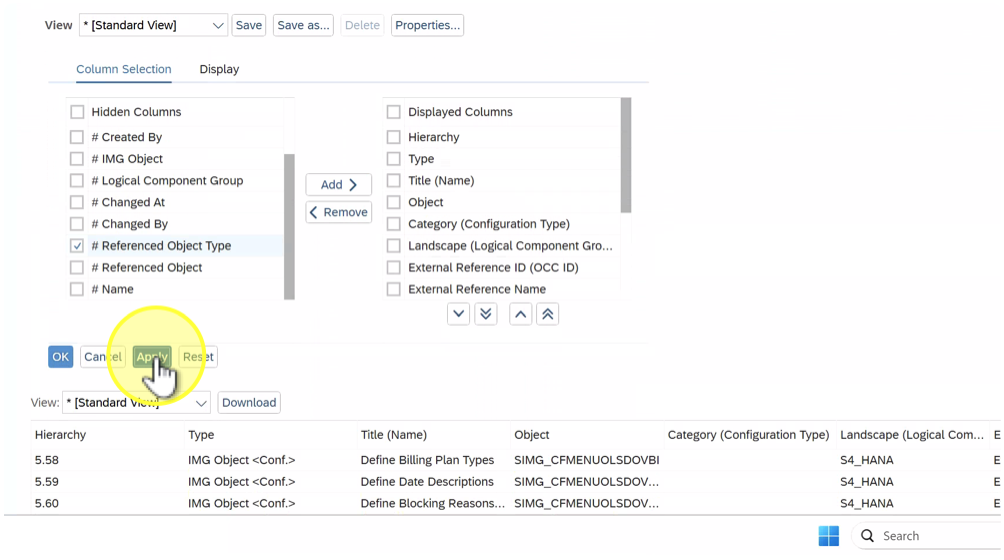 View * [Standard View] Save Save as... Delete Properties...
Column Selection Display
Hidden Columns
# Created By
# IMG Object
# Logical Component Group
# Changed At
# Changed By
# Referenced Object Type
# Referenced Object
# Name
Add
Remove
Displayed Columns
Hierarchy
Type
Title (Name)
Object
Category (Configuration Type)
Landscape (Logical Component Gro...
External Reference ID (OCC ID)
External Reference Name
OK Cancel Apply Reset
View: * [Standard View] Download
Hierarchy Type Title (Name) Object Category (Configuration Type) Landscape (Logical Com... E
5.58 IMG Object <Conf.> Define Billing Plan Types SIMG_CFMENUOLSDOVBI S4_HANA E
5.59 IMG Object <Conf.> Define Date Descriptions SIMG_CFMENUOLSDOV... S4_HANA E
5.60 IMG Object <Conf.> Define Blocking Reasons... SIMG_CFMENUOLSDOV... S4_HANA E
Search